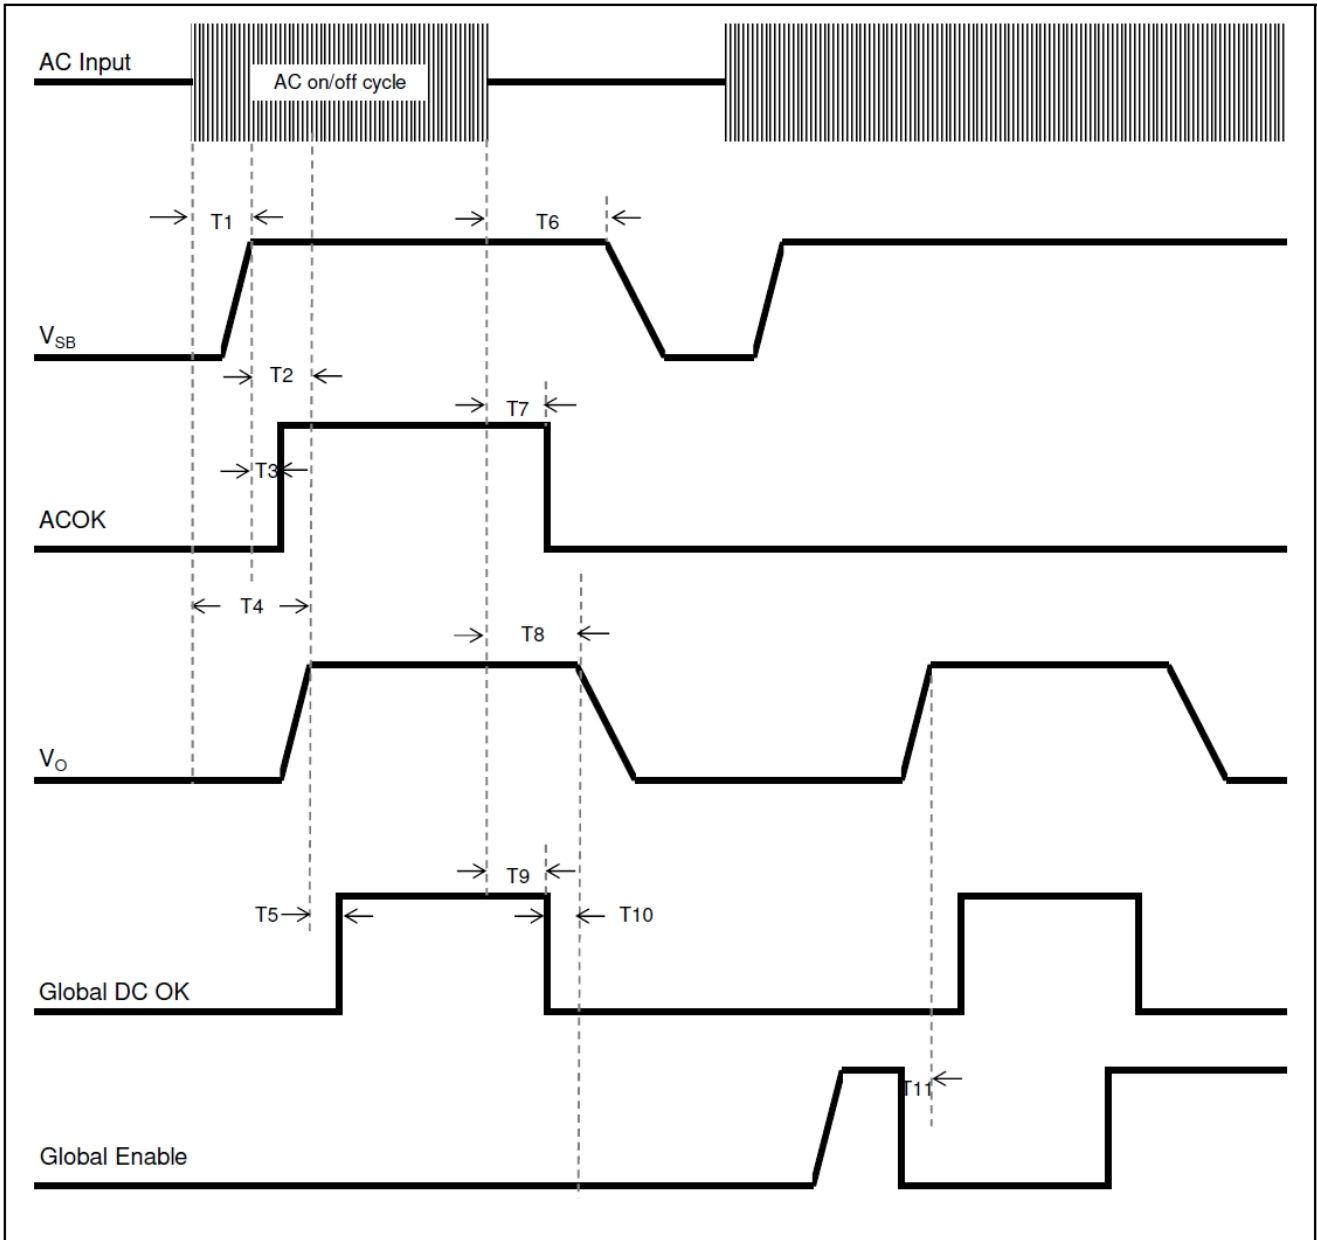 AC Input
AC on/off cycle
T1
T6
VSB
T2
T7
T3
ACOK
T4
T8
VO
T9
T5
T10
Global DC OK
T11
Global Enable